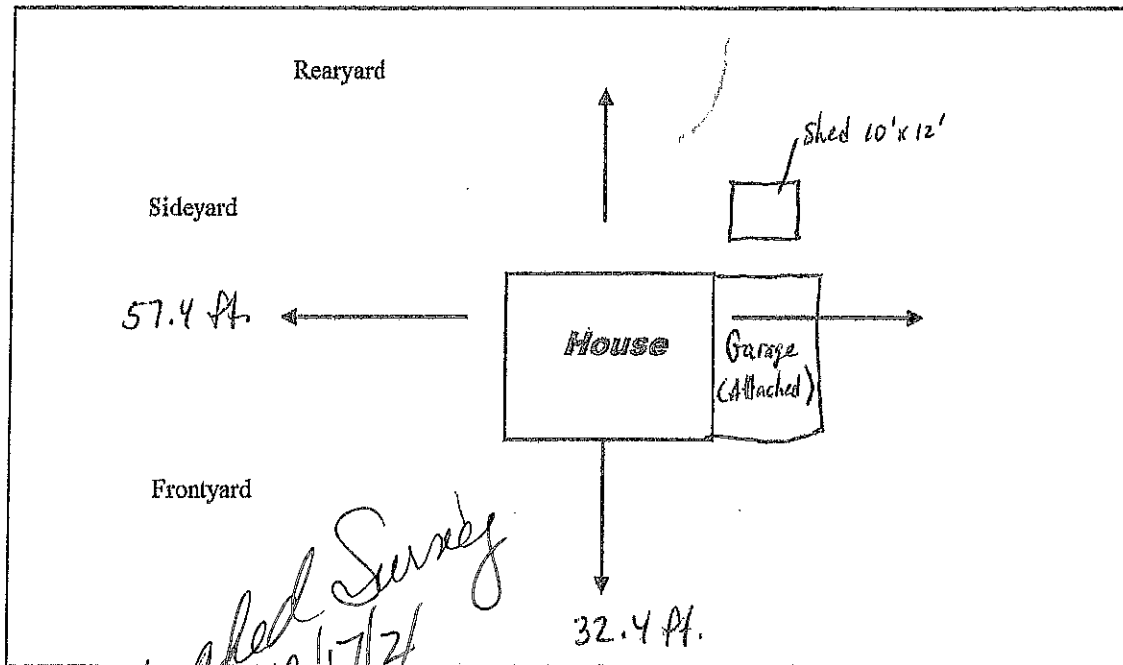 Rearyard
Shed 10'x12'
Sideyard
57.4 ft.
House
Garage
(Attached)
Frontyard
Survey
32.4 ft.